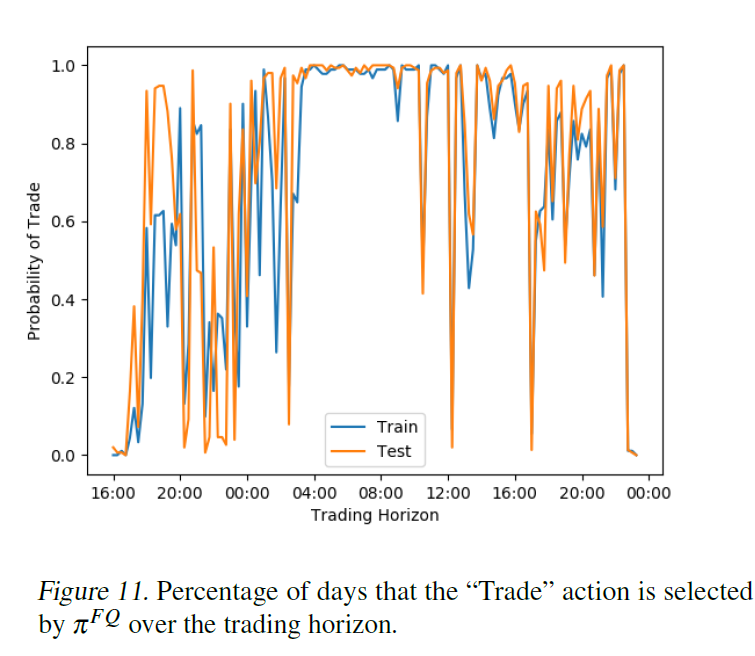 1.0
0.8
0.6
0.4
0.2
0.0
Probability of Trade
Train
Test
16:00 20:00 00:00 04:00 08:00 12:00 16:00 20:00 00:00
Trading Horizon
Figure 11. Percentage of days that the “Trade” action is selected
by π^{FQ} over the trading horizon.